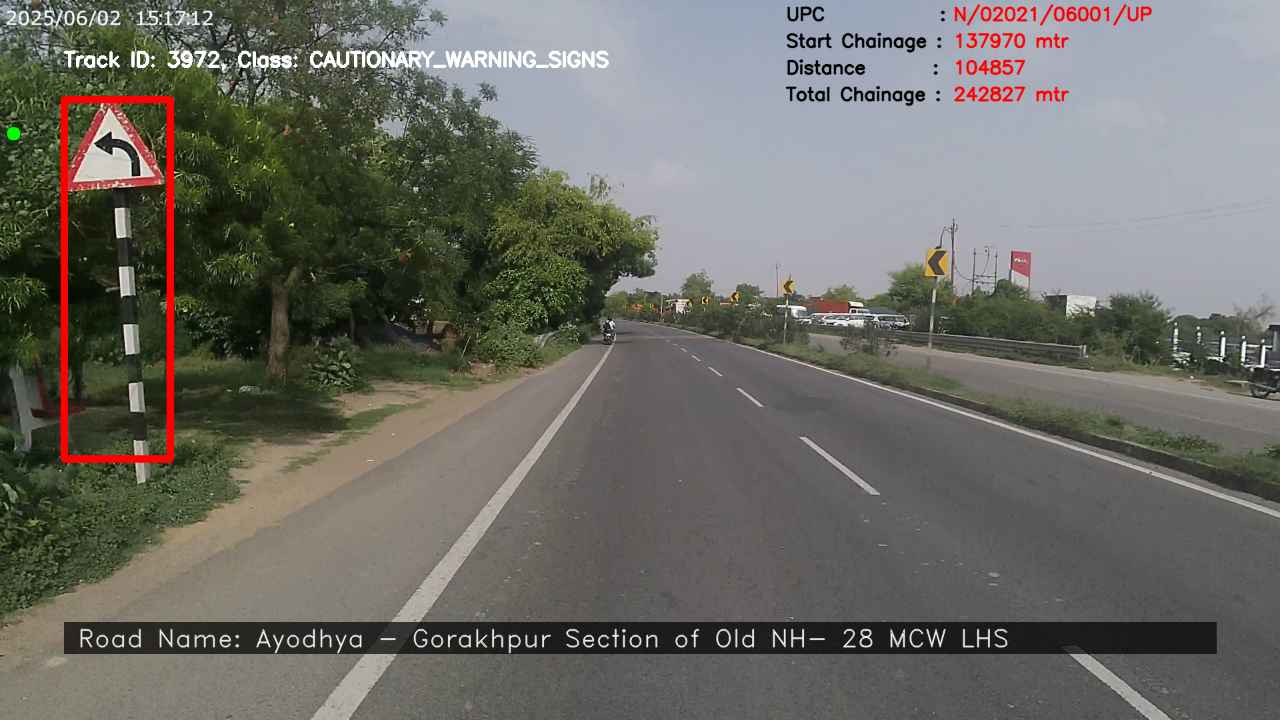 2025/06/02 15:17:12
Track ID: 3972, Class: CAUTIONARY_WARNING_SIGNS
UPC : N/02021/06001/UP
Start Chainage : 137970 mtr
Distance : 104857
Total Chainage : 242827 mtr
Road Name: Ayodhya - Gorakhpur Section of Old NH- 28 MCW LHS